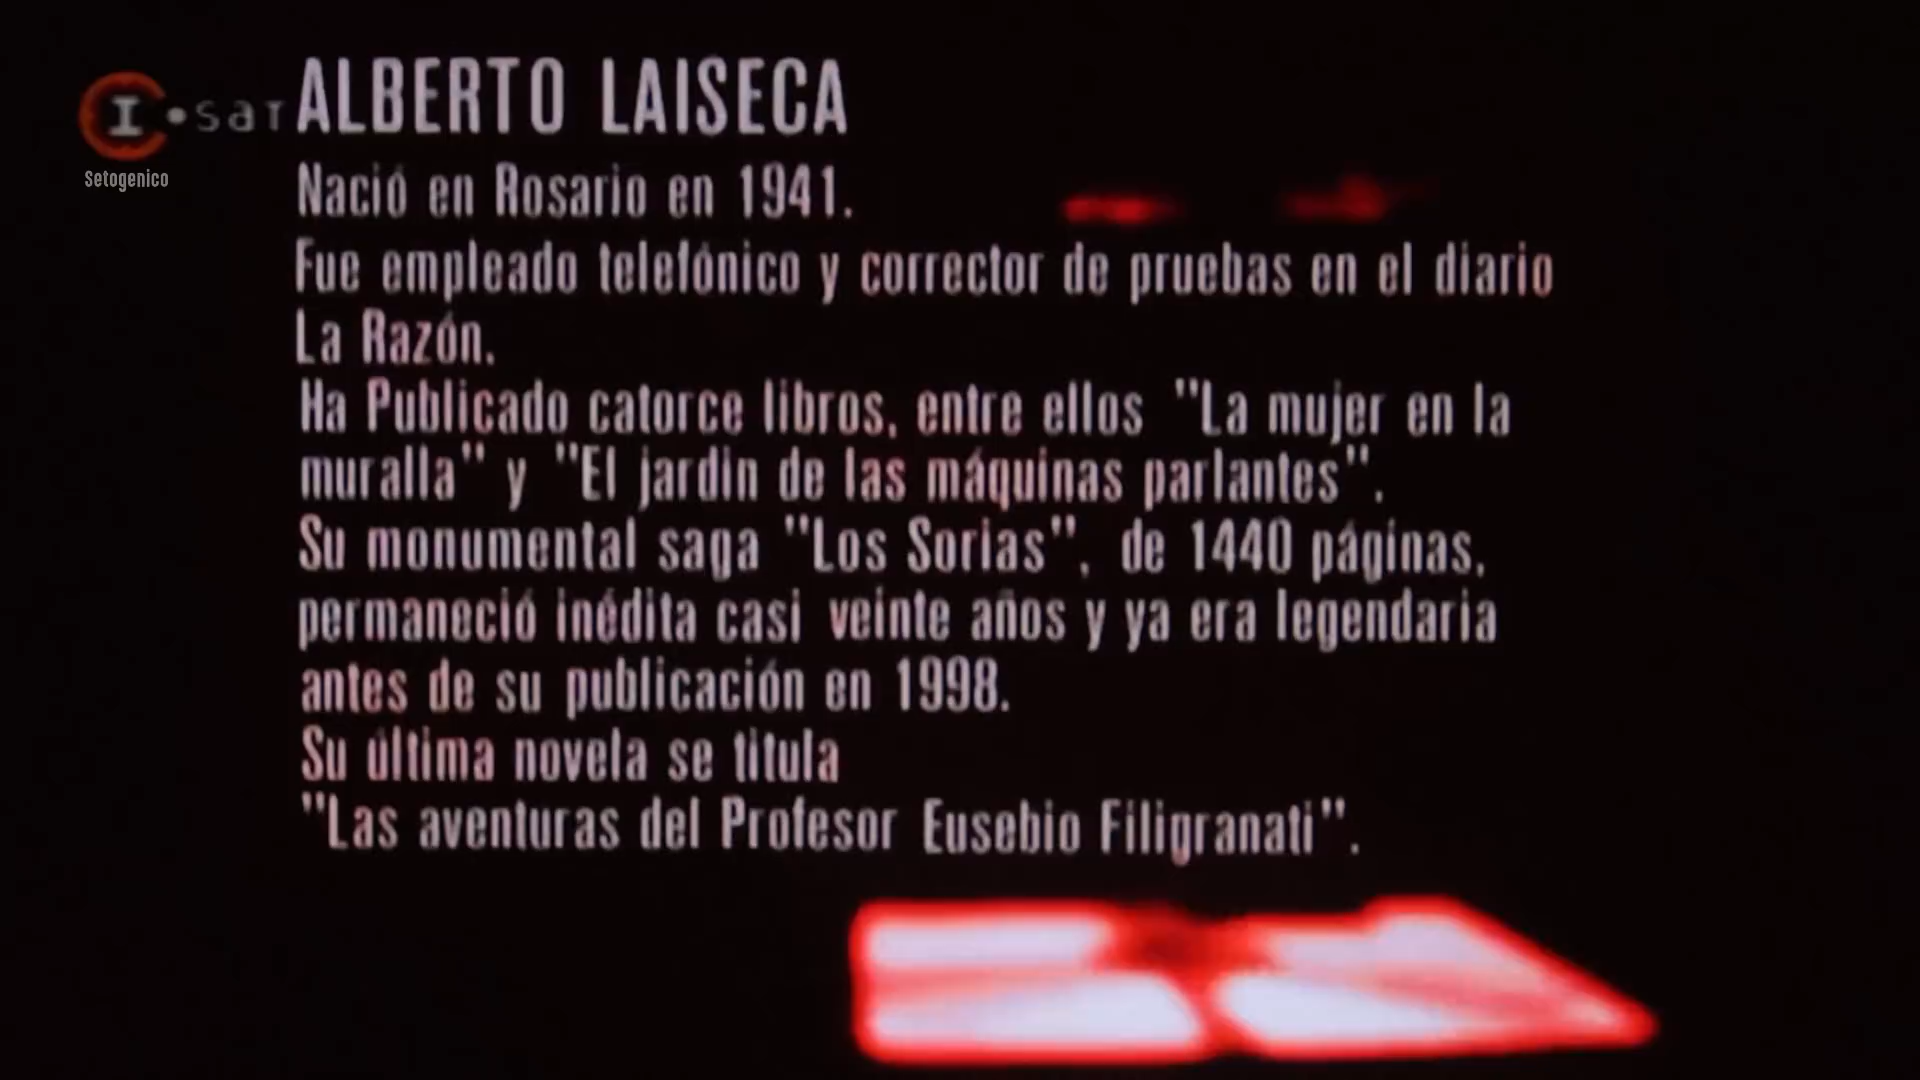 I•saT
Setogenico
ALBERTO LAISECA
Nació en Rosario en 1941.
Fue empleado telefónico y corrector de pruebas en el diario
La Razón.
Ha Publicado catorce libros, entre ellos "La mujer en la
muralla" y "El jardin de las máquinas parlantes".
Su monumental saga "Los Sorias", de 1440 páginas,
permaneció inédita casi veinte años y ya era legendaria
antes de su publicación en 1998.
Su última novela se titula
"Las aventuras del Profesor Eusebio Filigranati".